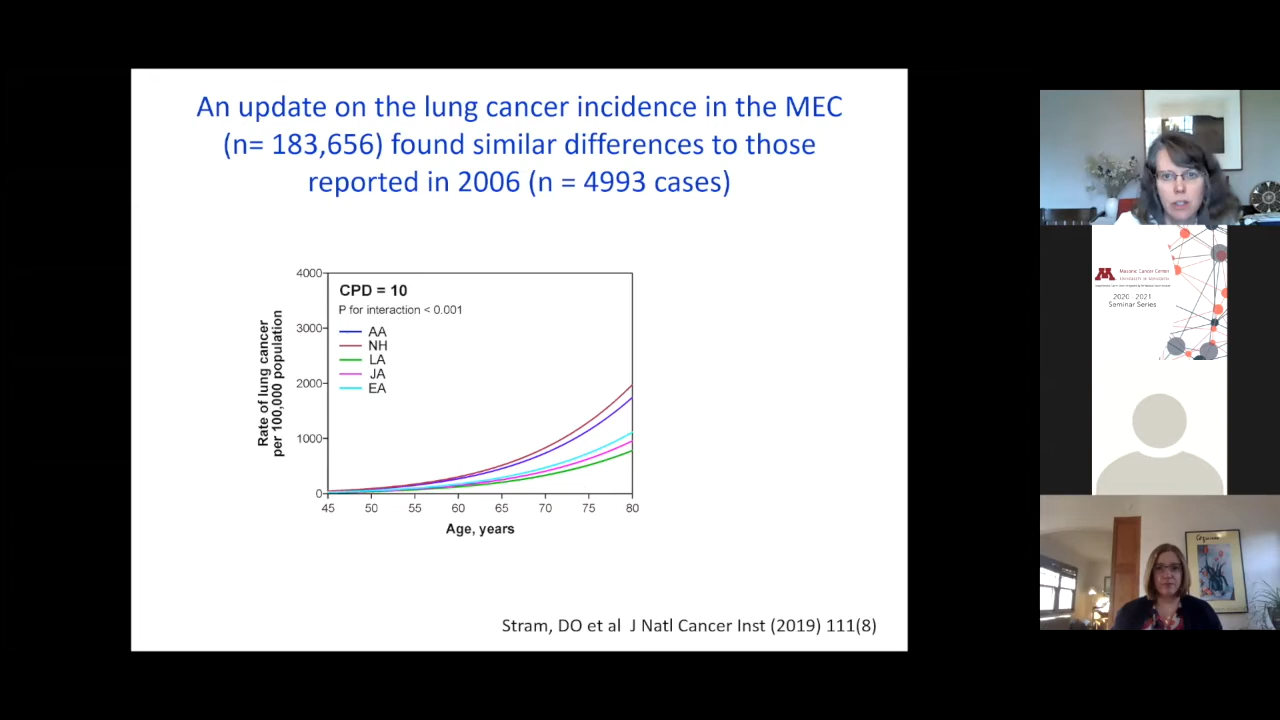 An update on the lung cancer incidence in the MEC
(n= 183,656) found similar differences to those
reported in 2006 (n = 4993 cases)
4000
3000
2000
1000
0
Rate of lung cancer
per 100,000 population
CPD = 10
P for interaction < 0.001
AA
NH
LA
JA
EA
45 50 55 60 65 70 75 80
Age, years
Stram, DO et al J Natl Cancer Inst (2019) 111(8)
Masonic Cancer Center
UNIVERSITY OF MINNESOTA
2020 - 2021
Seminar Series